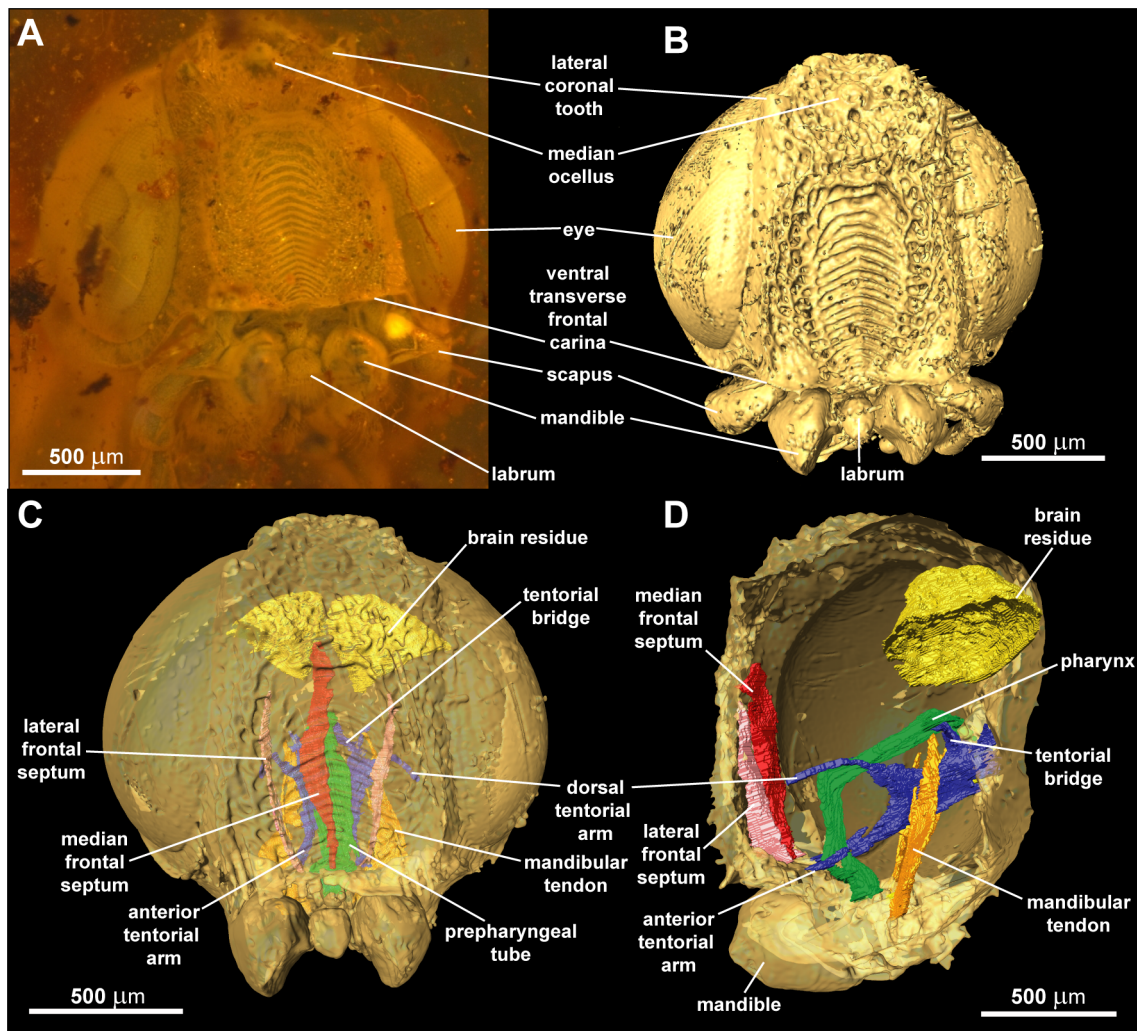 A
B
lateral
coronal
tooth
median
ocellus
eye
ventral
transverse
frontal
carina
scapus
mandible
labrum
labrum
500 μm
500 μm
C
D
brain residue
tentorial
bridge
lateral
frontal
septum
median
frontal
septum
anterior
tentorial
arm
dorsal
tentorial
arm
mandibular
tendon
prepharyngeal
tube
500 μm
brain
residue
median
frontal
septum
pharynx
tentorial
bridge
lateral
frontal
septum
anterior
tentorial
arm
mandibular
tendon
mandible
500 μm